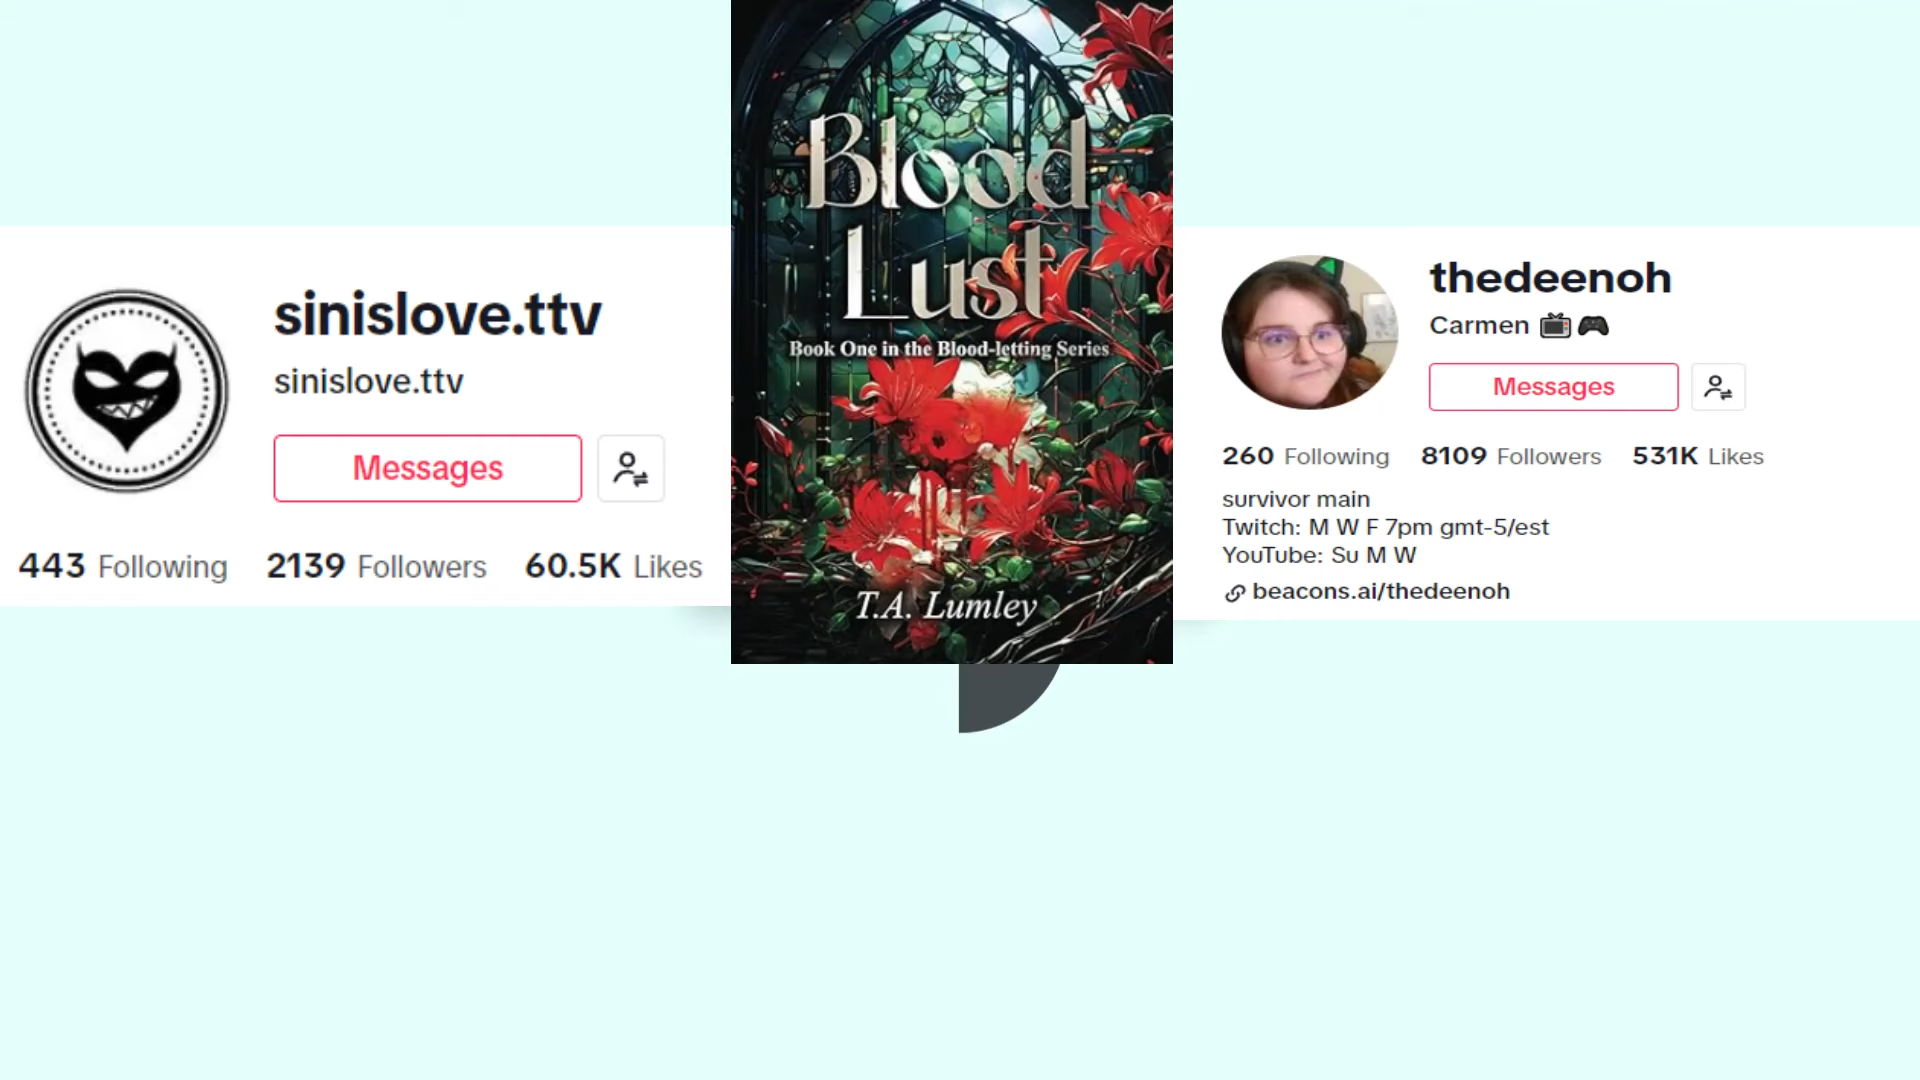 sinislove.ttv
sinislove.ttv
Messages
443 Following 2139 Followers 60.5K Likes
Blood
Lust
Book One in the Blood-letting Series
T.A. Lumley
thedeenoh
Carmen 📺🎮
Messages
260 Following 8109 Followers 531K Likes
survivor main
Twitch: M W F 7pm gmt-5/est
YouTube: Su M W
beacons.ai/thedeenoh